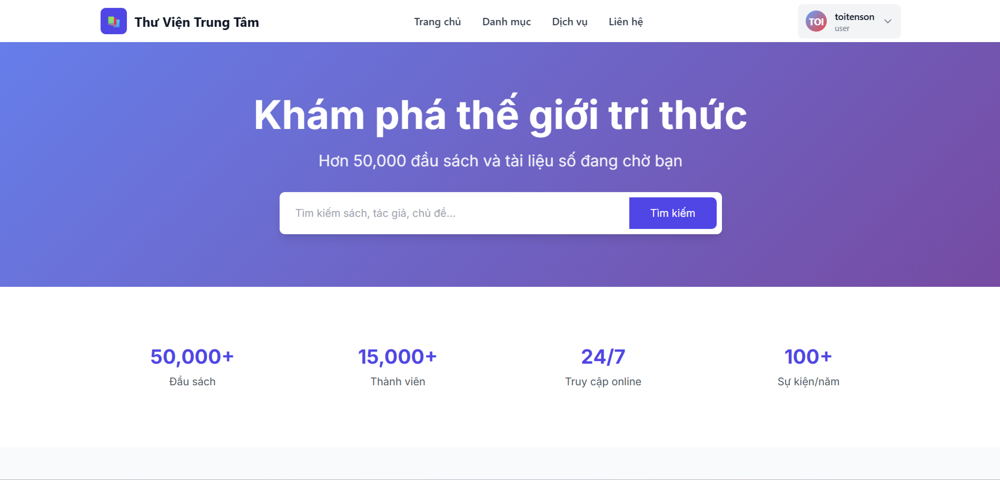 Thư Viện Trung Tâm
Trang chủ Danh mục Dịch vụ Liên hệ
TOI
toitenson
user
Khám phá thế giới tri thức
Hơn 50,000 đầu sách và tài liệu số đang chờ bạn
Tìm kiếm sách, tác giả, chủ đề...
Tìm kiếm
50,000+
Đầu sách
15,000+
Thành viên
24/7
Truy cập online
100+
Sự kiện/năm